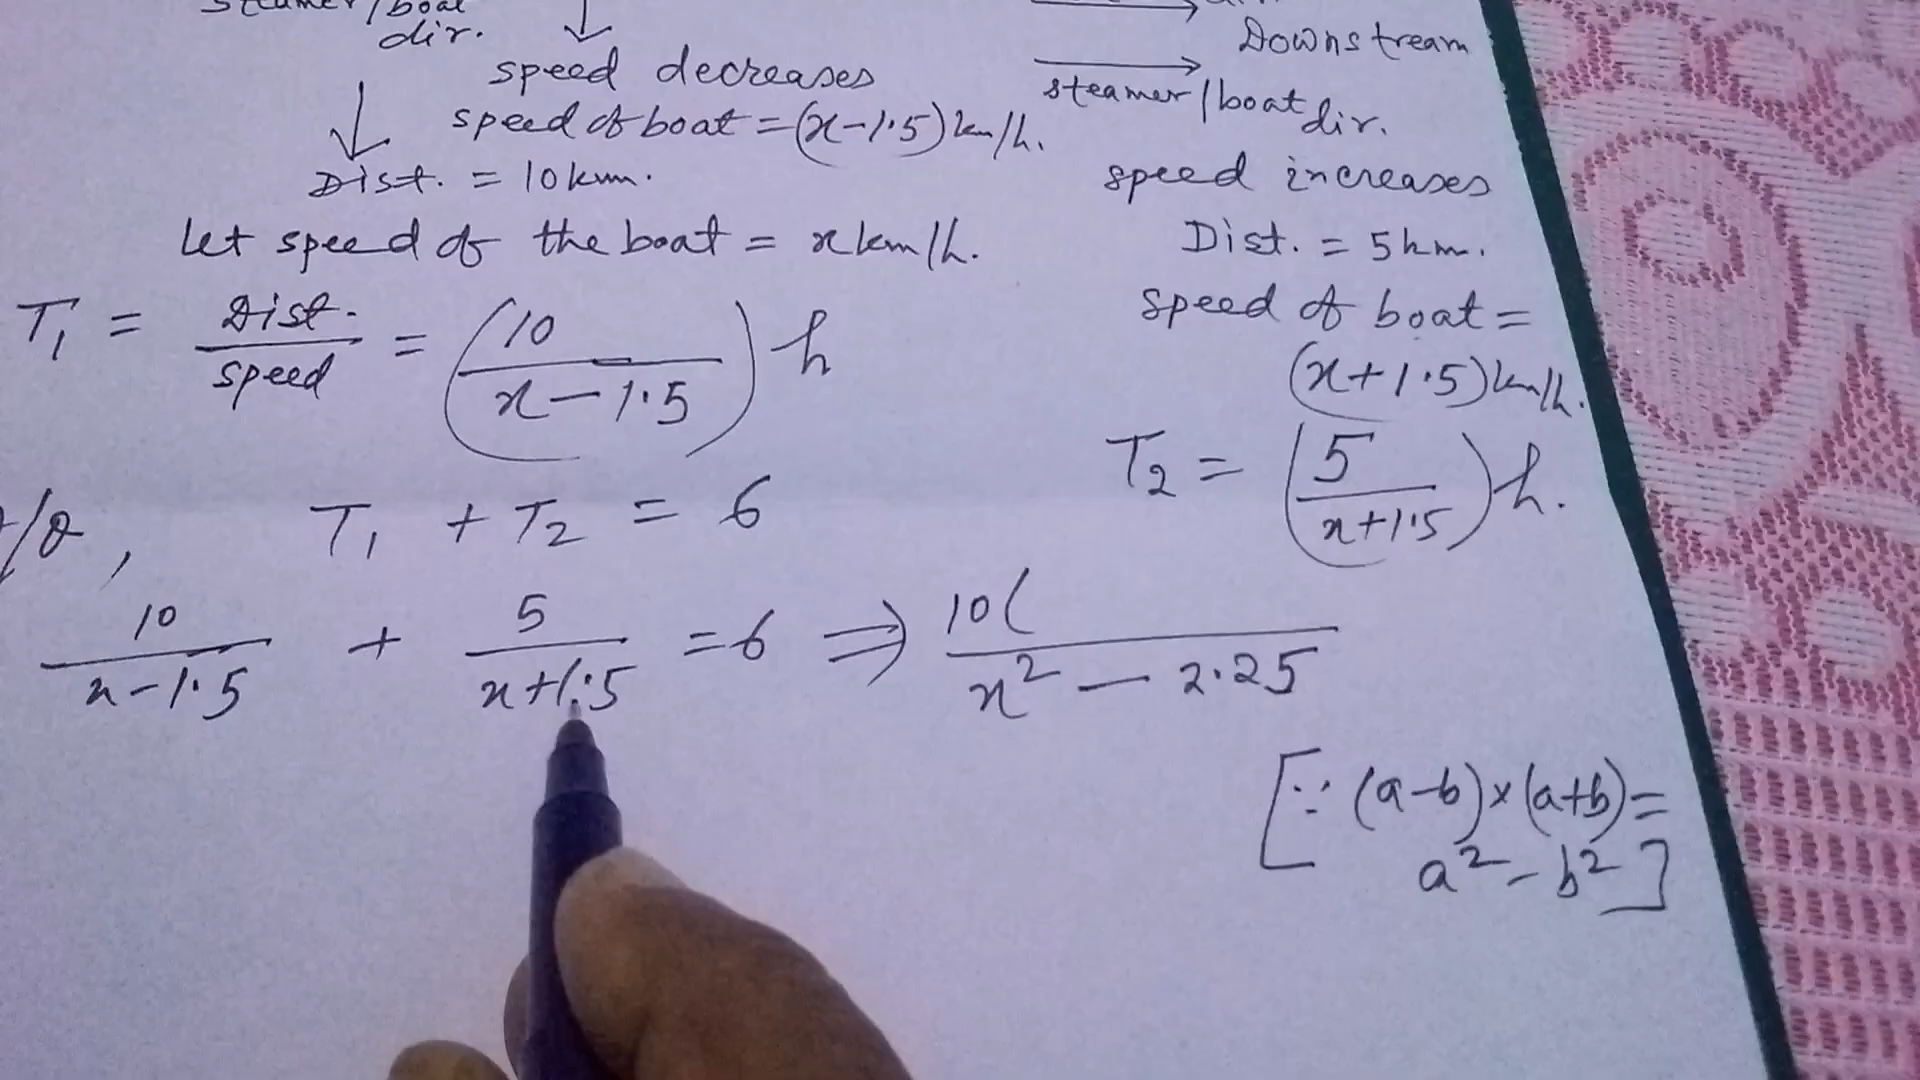 steamer/boat
dir.
speed decreases
speed of boat = (x-1.5) km/h.
Dist. = 10 km.
Let speed of the boat = x km/h.
T1 = Dist./speed = (10/(x-1.5)) h
Downstream
steamer/boat dir.
speed increases
Dist. = 5 km.
speed of boat =
(x+1.5) km/h.
T2 = (5/(x+1.5)) h.
T1 + T2 = 6
10/(x-1.5) + 5/(x+1.5) = 6 ⇒ 10(/(x² - 2.25)
[∵ (a-b)×(a+b) =
a² - b²]